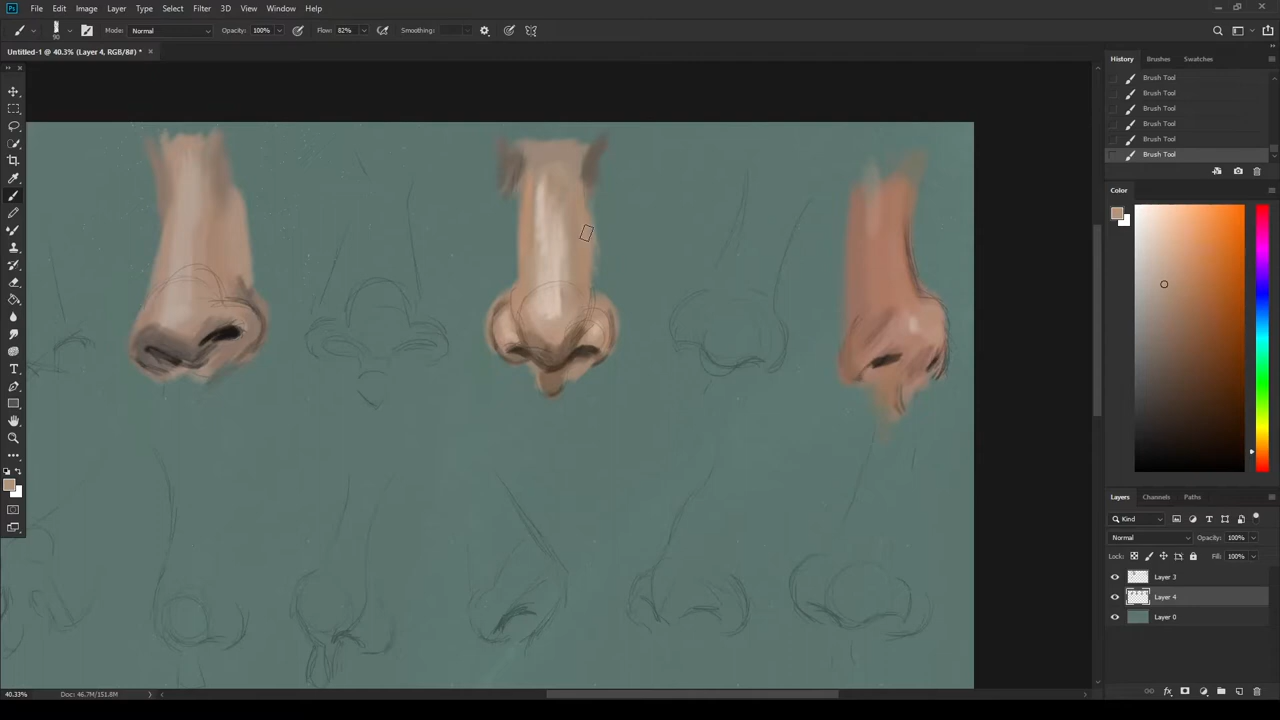 Ps File Edit Image Layer Type Select Filter 3D View Window Help
90 Mode: Normal Opacity: 100% Flow: 82% Smoothing:
Untitled-1 @ 40.3% (Layer 4, RGB/8#) * ×
History Brushes Swatches
Brush Tool
Brush Tool
Brush Tool
Brush Tool
Brush Tool
Brush Tool
Color
Layers Channels Paths
Kind
Normal Opacity: 100%
Lock: Fill: 100%
Layer 3
Layer 4
Layer 0
40.33% Doc: 46.7M/151.8M